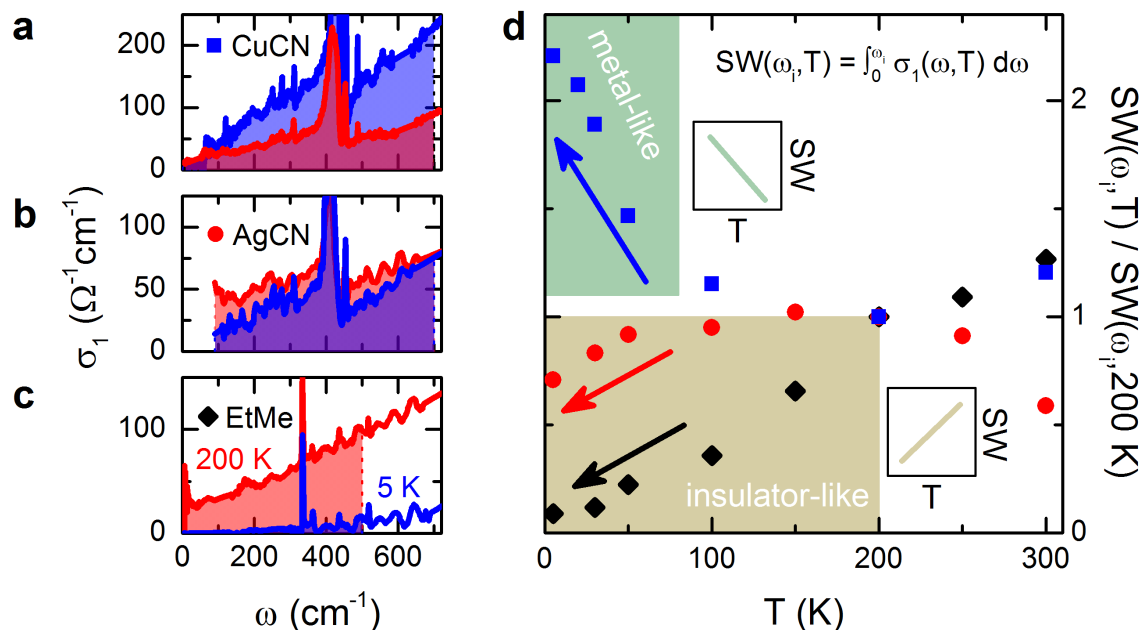 a
CuCN
200
150
100
50
0
b
AgCN
100
50
0
c
EtMe
200 K
5 K
100
0
0 200 400 600
σ₁ (Ω⁻¹cm⁻¹)
ω (cm⁻¹)
d
metal-like
SW(ωᵢ,T) = ∫₀^ωᵢ σ₁(ω,T) dω
SW
T
insulator-like
SW
T
2
1
0
0 100 200 300
T (K)
SW(ωᵢ,T) / SW(ωᵢ,200 K)